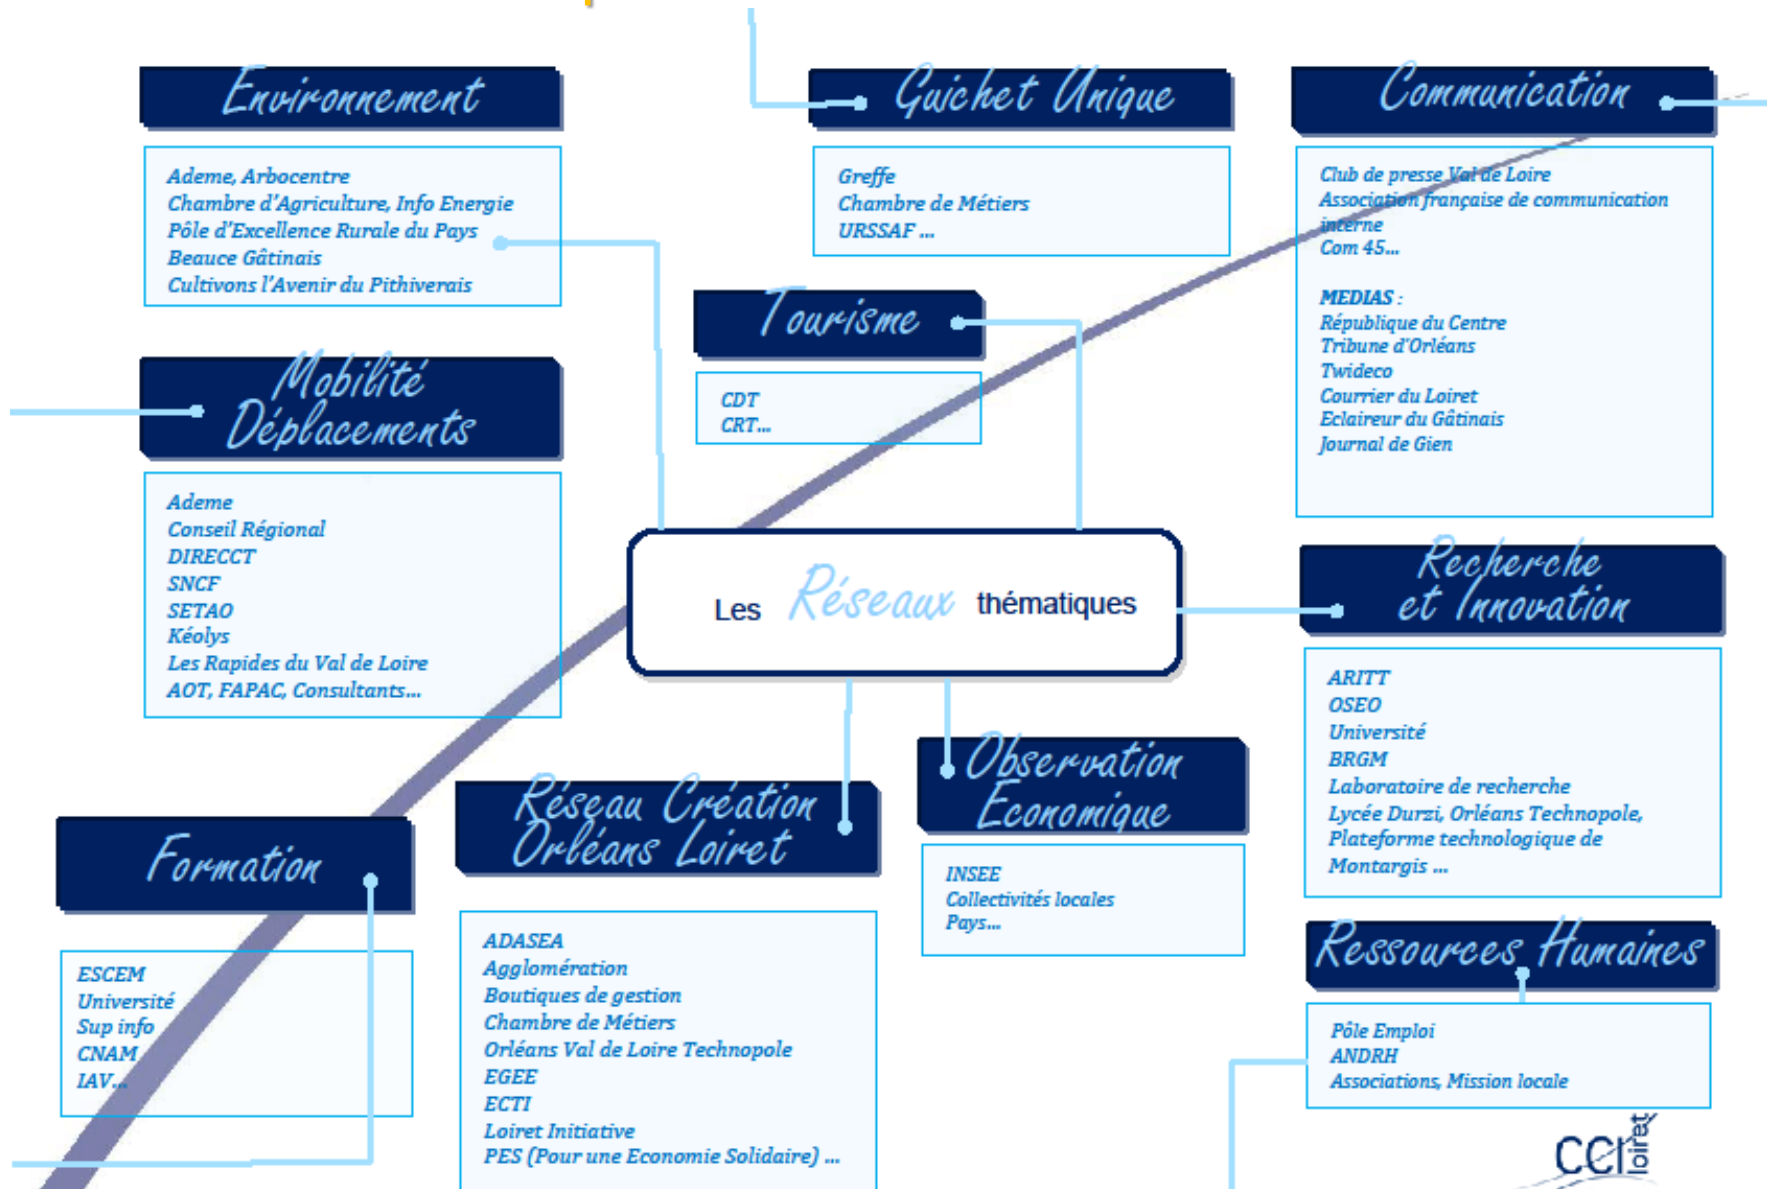 Environnement
Ademe, Arbocentre
Chambre d'Agriculture, Info Energie
Pôle d'Excellence Rurale du Pays
Beauce Gâtinais
Cultivons l'Avenir du Pithiverais
Guichet Unique
Greffe
Chambre de Métiers
URSSAF ...
Communication
Club de presse Val de Loire
Association française de communication
interne
Com 45...
MEDIAS :
République du Centre
Tribune d'Orléans
Twideco
Courrier du Loiret
Eclaireur du Gâtinais
Journal de Gien
Tourisme
CDT
CRT...
Mobilité
Déplacements
Ademe
Conseil Régional
DIRECCT
SNCF
SETAO
Kéolys
Les Rapides du Val de Loire
AOT, FAPAC, Consultants...
Les Réseaux thématiques
Recherche
et Innovation
ARITT
OSEO
Université
BRGM
Laboratoire de recherche
Lycée Durzi, Orléans Technopole,
Plateforme technologique de
Montargis ...
Formation
ESCEM
Université
Sup info
CNAM
IAV...
Réseau Création
Orléans Loiret
ADASEA
Agglomération
Boutiques de gestion
Chambre de Métiers
Orléans Val de Loire Technopole
EGEE
ECTI
Loiret Initiative
PES (Pour une Economie Solidaire) ...
Observation
Economique
INSEE
Collectivités locales
Pays...
Ressources Humaines
Pôle Emploi
ANDRH
Associations, Mission locale
CCI loiret